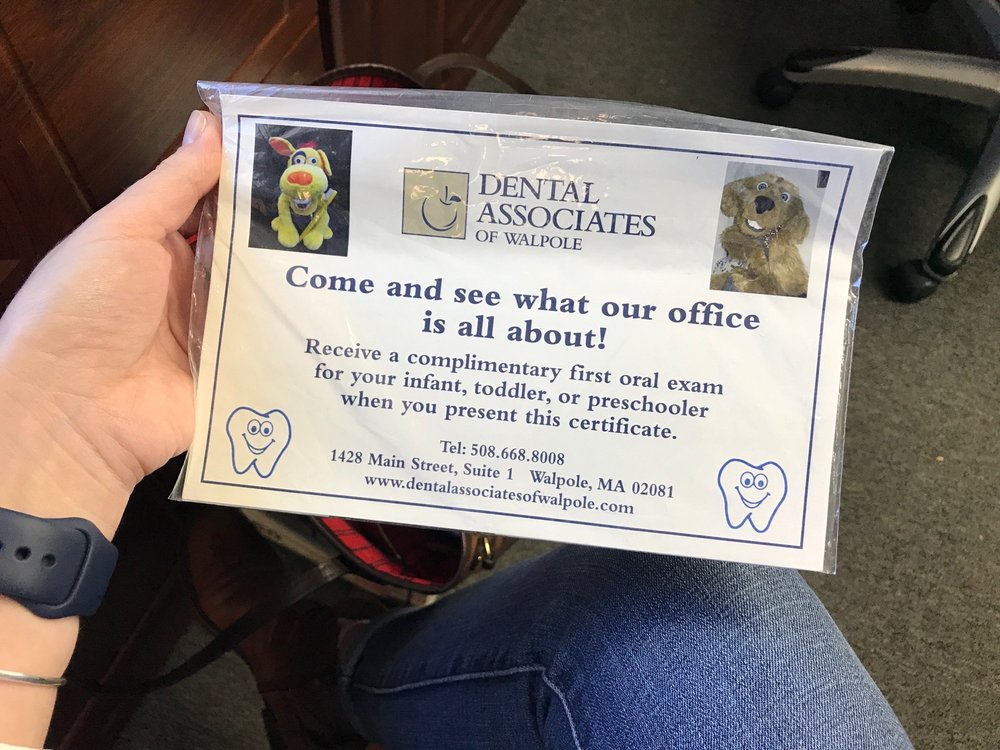 DENTAL
ASSOCIATES
OF WALPOLE
Come and see what our office
is all about!
Receive a complimentary first oral exam
for your infant, toddler, or preschooler
when you present this certificate.
Tel: 508.668.8008
1428 Main Street, Suite 1 Walpole, MA 02081
www.dentalassociatesofwalpole.com